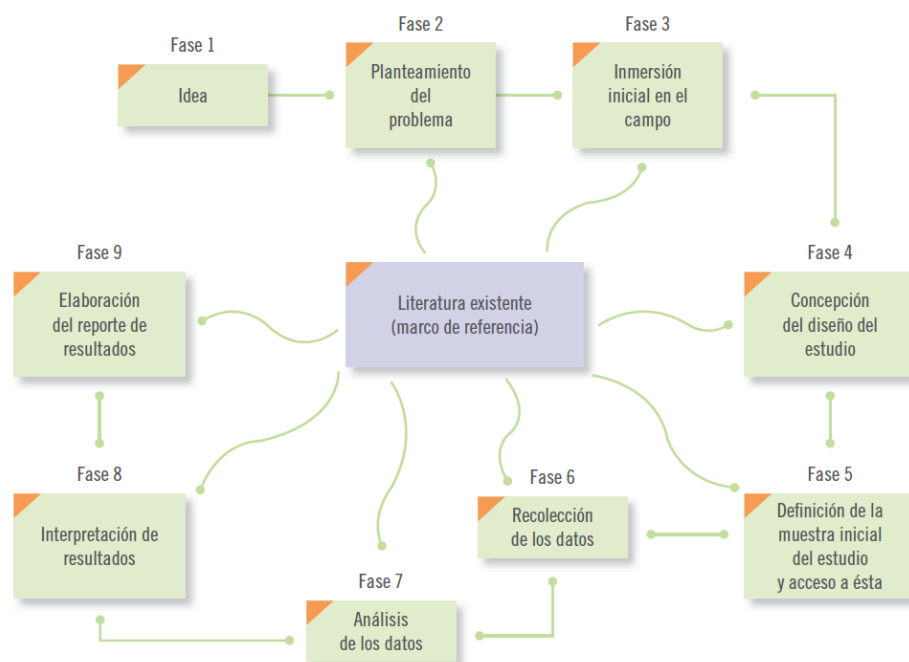 Fase 1
Idea
Fase 2
Planteamiento
del
problema
Fase 3
Inmersión
inicial en el
campo
Fase 4
Concepción
del diseño del
estudio
Fase 5
Definición de la
muestra inicial
del estudio
y acceso a ésta
Fase 6
Recolección
de los datos
Fase 7
Análisis
de los datos
Fase 8
Interpretación de
resultados
Fase 9
Elaboración
del reporte de
resultados
Literatura existente
(marco de referencia)